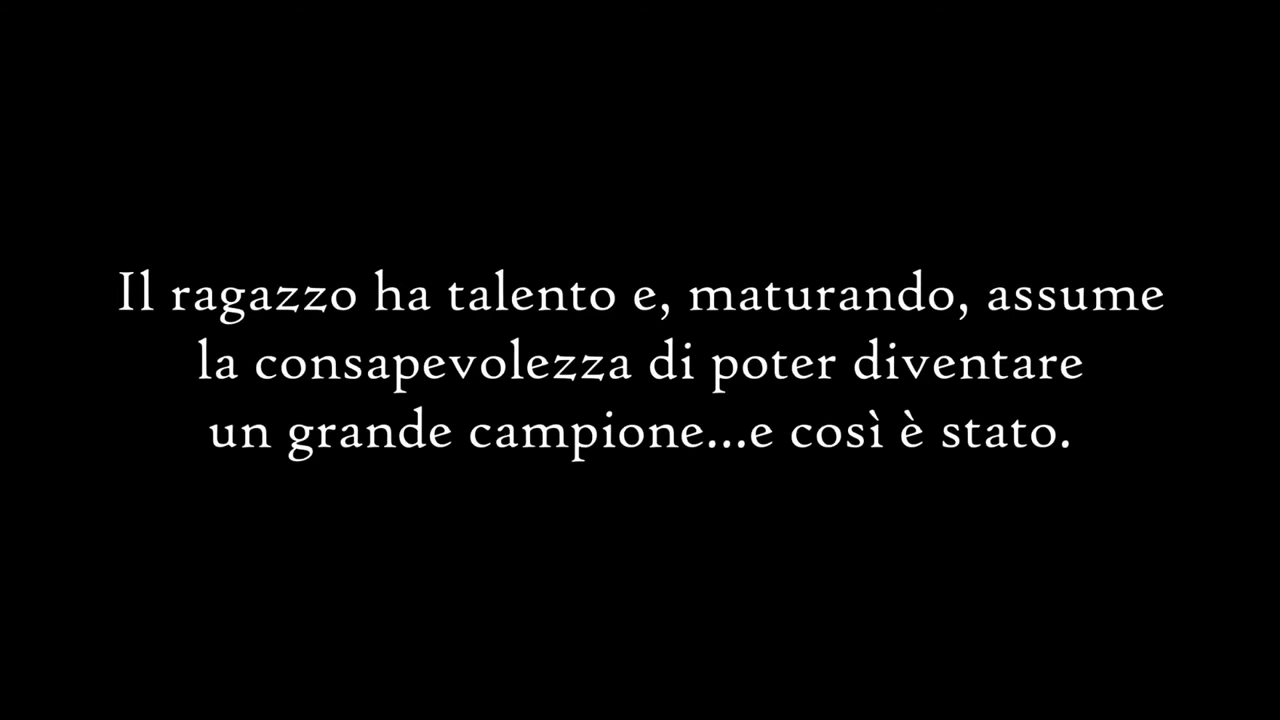 Il ragazzo ha talento e, maturando, assume
la consapevolezza di poter diventare
un grande campione...e così è stato.